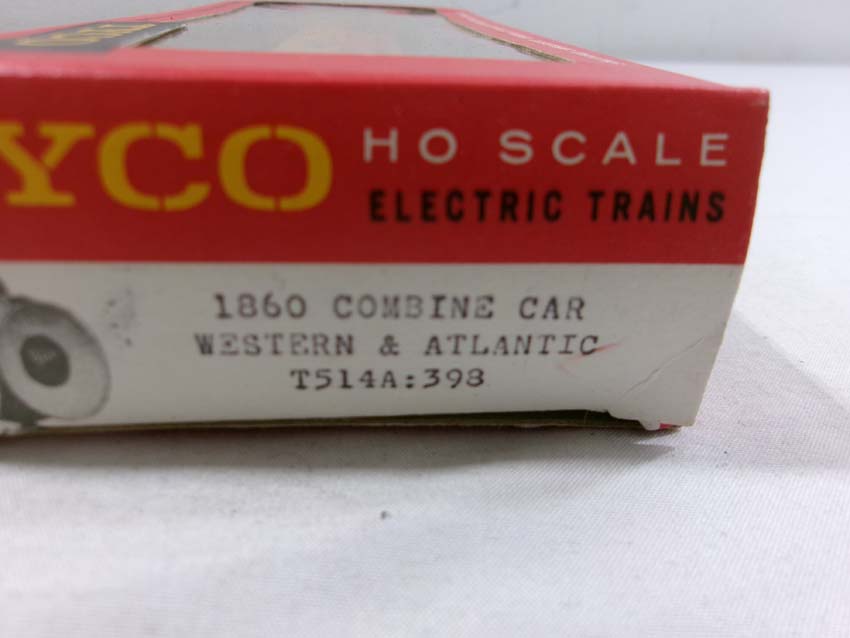 YCO
HO SCALE
ELECTRIC TRAINS
1860 COMBINE CAR
WESTERN & ATLANTIC
T514A:398